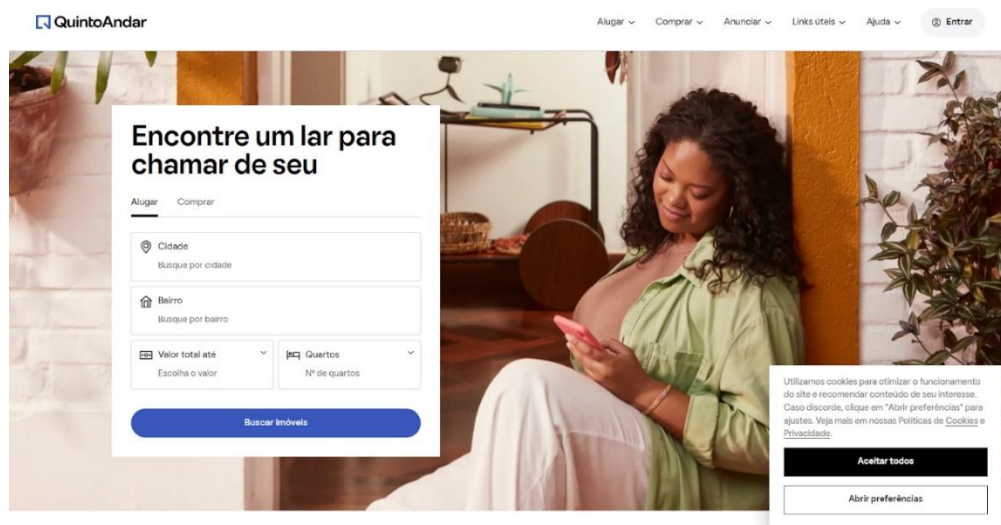 QuintoAndar
Alugar
Comprar
Anunciar
Links úteis
Ajuda
Entrar
Encontre um lar para
chamar de seu
Alugar Comprar
Cidade
Busque por cidade
Bairro
Busque por bairro
Valor total até
Escolha o valor
Quartos
Nº de quartos
Buscar Imóveis
Utilizamos cookies para otimizar o funcionamento
do site e recomendar conteúdo de seu interesse.
Caso discorde, clique em "Abrir preferências" para
ajustes. Veja mais em nossas Políticas de Cookies e
Privacidade.
Aceitar todos
Abrir preferências